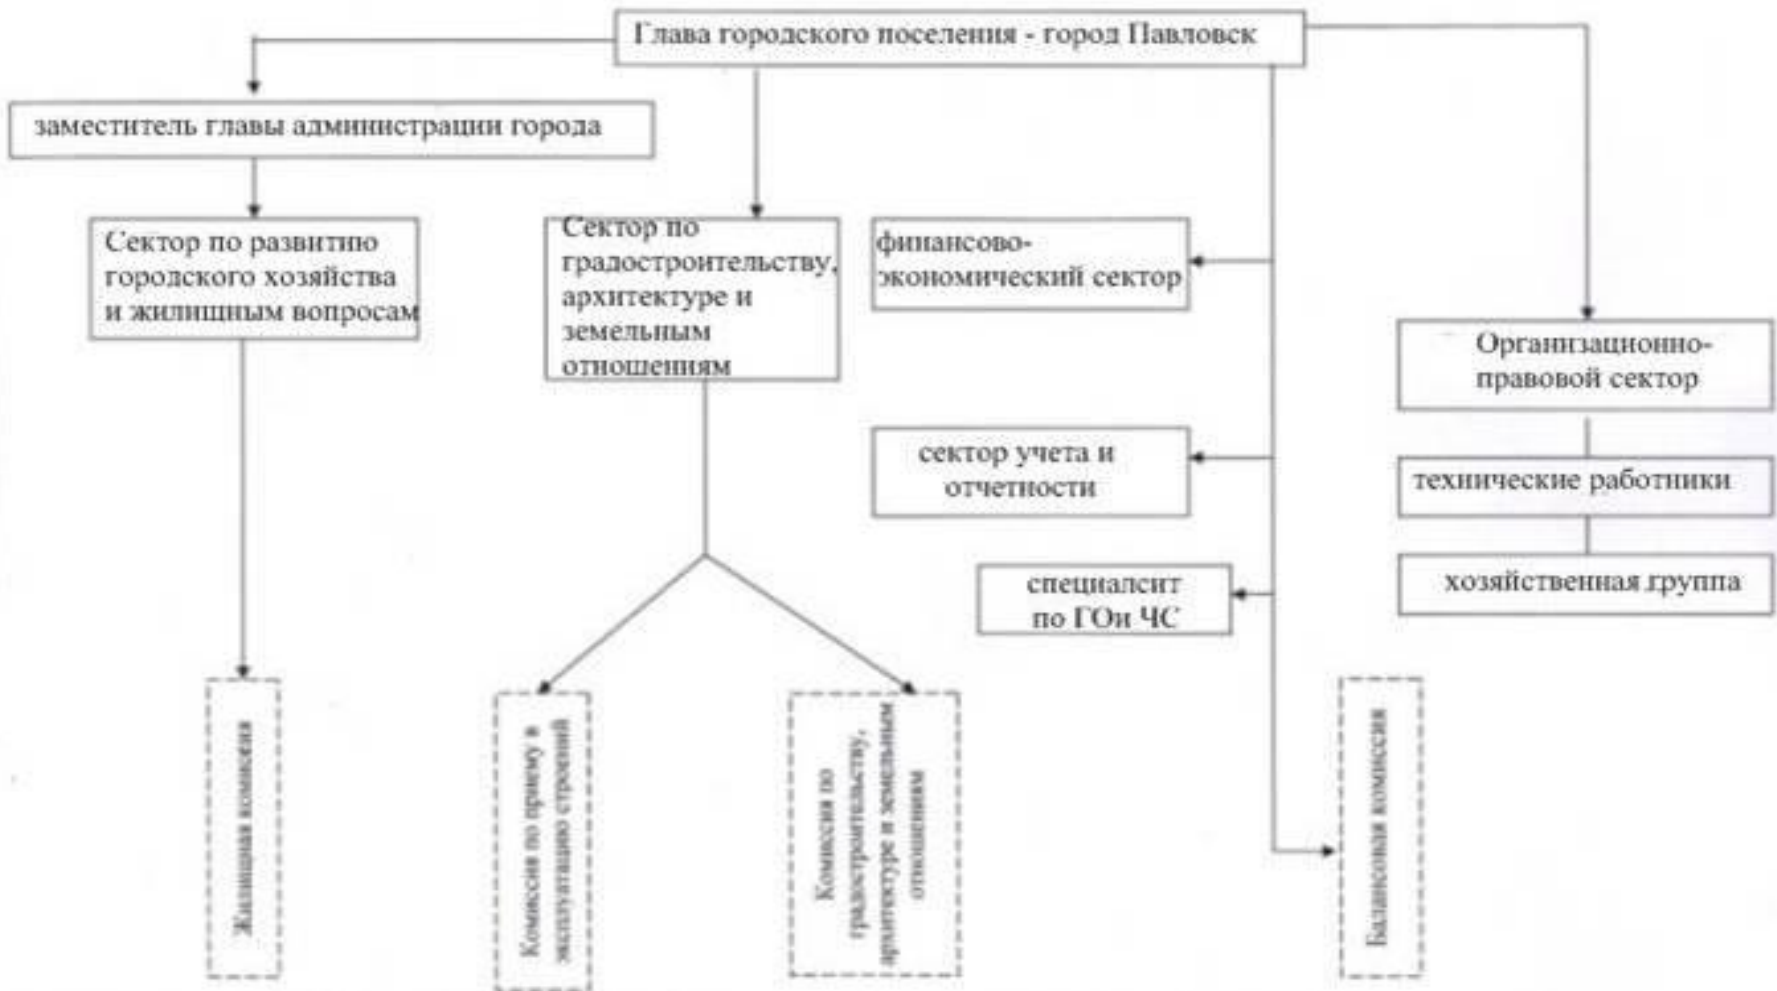 Глава городского поселения - город Павловск
заместитель главы администрации города
Сектор по развитию
городского хозяйства
и жилищным вопросам
Сектор по
градостроительству,
архитектуре и
земельным
отношениям
финансово-
экономический сектор
Организационно-
правовой сектор
сектор учета и
отчетности
технические работники
специалсит
по ГОи ЧС
хозяйственная группа
Жилищная комиссия
Комиссия по приему в
эксплуатацию строений
Комиссия по
градостроительству,
архитектуре и земельным
отношениям
Балансовая комиссия